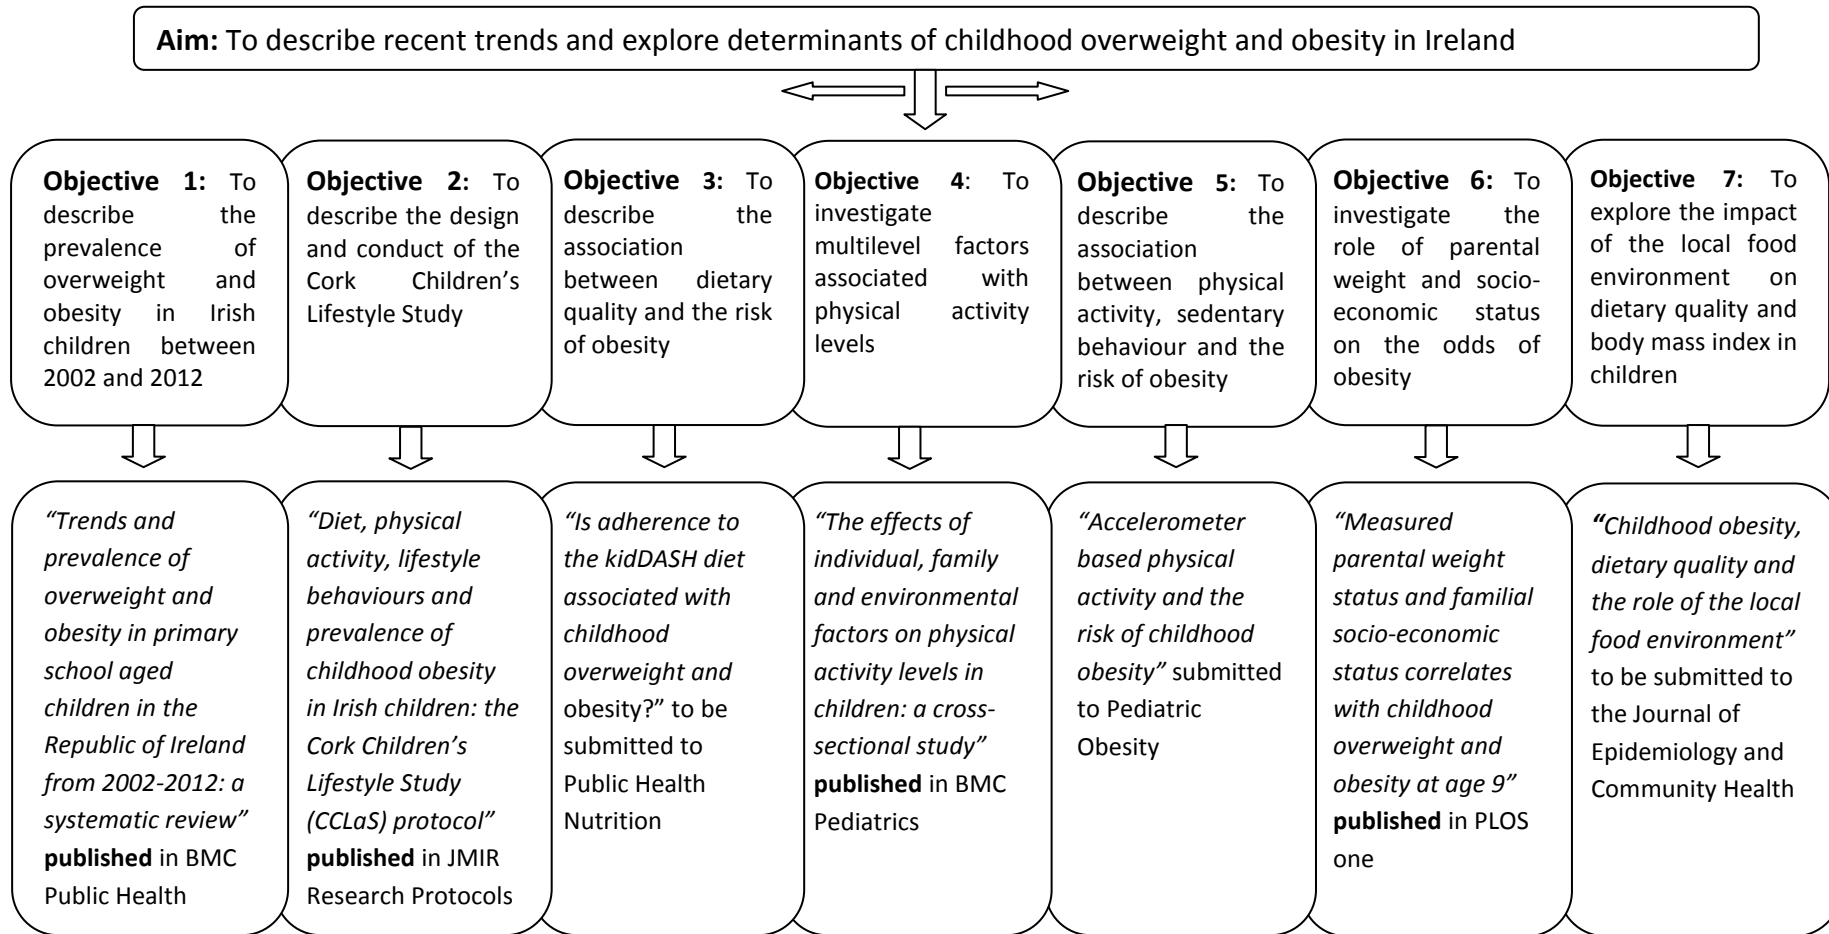 Aim: To describe recent trends and explore determinants of childhood overweight and obesity in Ireland
Objective 1: To
describe the
prevalence of
overweight and
obesity in Irish
children between
2002 and 2012
Objective 2: To
describe the design
and conduct of the
Cork Children’s
Lifestyle Study
Objective 3: To
describe the
association
between dietary
quality and the risk
of obesity
Objective 4: To
investigate
multilevel factors
associated with
physical activity
levels
Objective 5: To
describe the
association
between physical
activity, sedentary
behaviour and the
risk of obesity
Objective 6: To
investigate the
role of parental
weight and socio-
economic status
on the odds of
obesity
Objective 7: To
explore the impact
of the local food
environment on
dietary quality and
body mass index in
children
“Trends and
prevalence of
overweight and
obesity in primary
school aged
children in the
Republic of Ireland
from 2002-2012: a
systematic review”
published in BMC
Public Health
“Diet, physical
activity, lifestyle
behaviours and
prevalence of
childhood obesity
in Irish children: the
Cork Children’s
Lifestyle Study
(CCLaS) protocol”
published in JMIR
Research Protocols
“Is adherence to
the kidDASH diet
associated with
childhood
overweight and
obesity?” to be
submitted to
Public Health
Nutrition
“The effects of
individual, family
and environmental
factors on physical
activity levels in
children: a cross-
sectional study”
published in BMC
Pediatrics
“Accelerometer
based physical
activity and the
risk of childhood
obesity” submitted
to Pediatric
Obesity
“Measured
parental weight
status and familial
socio-economic
status correlates
with childhood
overweight and
obesity at age 9”
published in PLOS
one
“Childhood obesity,
dietary quality and
the role of the local
food environment”
to be submitted to
the Journal of
Epidemiology and
Community Health